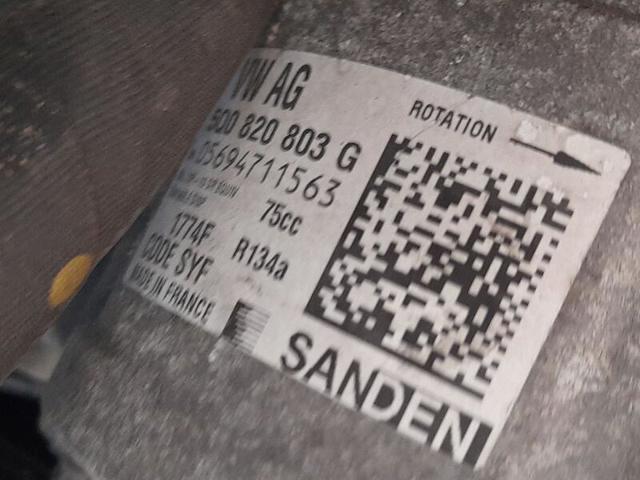 VW AG
5Q0 820 803 G
05694711563
75cc
1774F R134a
CODE SYF
MADE IN FRANCE
ROTATION
SANDEN